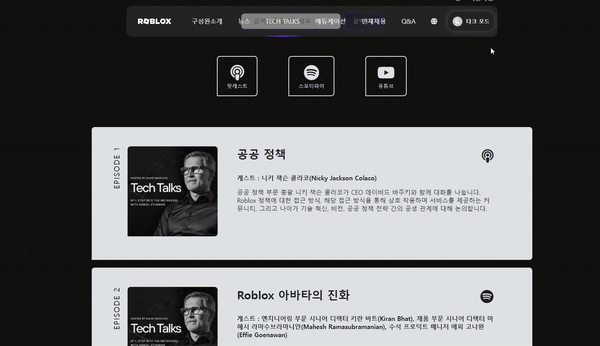 ROBLOX 구성원소개 뉴스 TECH TALKS 에듀케이션 인재채용 Q&A 다크 모드
팟캐스트 스포티파이 유튜브
EPISODE 1
Tech Talks
공공 정책
게스트 : 니키 잭슨 콜라코(Nicky Jackson Colaco)
공공 정책 부문 총괄 니키 잭슨 콜라코가 CEO 데이비드 바주키와 함께 대화를 나눕니다.
Roblox 정책에 대한 접근 방식, 해당 접근 방식을 통해 상호 작용하며 서비스를 제공하는 커
뮤니티, 그리고 나아가 기술 혁신, 비전, 공공 정책 전략 간의 공생 관계에 대해 논의합니다.
EPISODE 2
Tech Talks
Roblox 아바타의 진화
게스트 : 엔지니어링 부문 시니어 디렉터 키란 바트(Kiran Bhat), 제품 부문 시니어 디렉터 마
헤시 라마수브라마니안(Mahesh Ramasubramanian), 수석 프로덕트 매니저 에피 고나완
(Effie Goenawan)